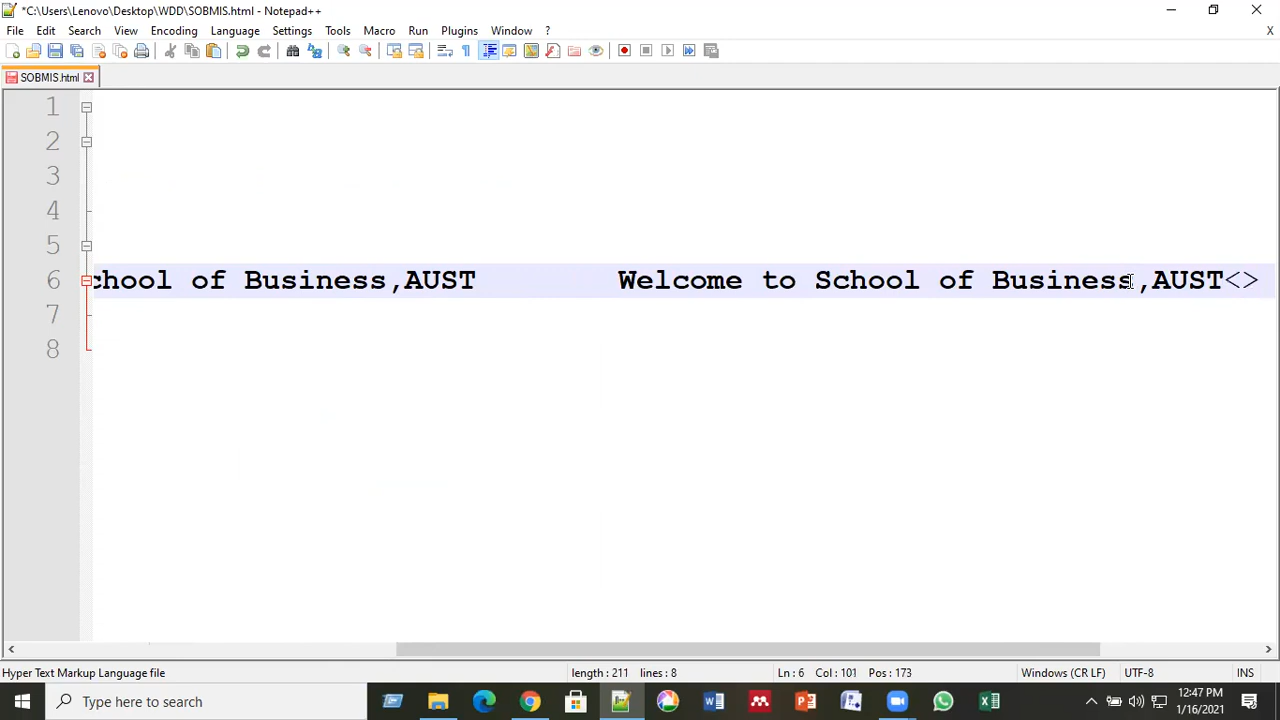 *C:\Users\Lenovo\Desktop\WDD\SOBMIS.html - Notepad++
File Edit Search View Encoding Language Settings Tools Macro Run Plugins Window ? X
SOBMIS.html
1
2
3
4
5
6 chool of Business,AUST Welcome to School of Business,AUST<>
7
8
Hyper Text Markup Language file length : 211 lines : 8 Ln : 6 Col : 101 Pos : 173 Windows (CR LF) UTF-8 INS
Type here to search
12:47 PM
1/16/2021